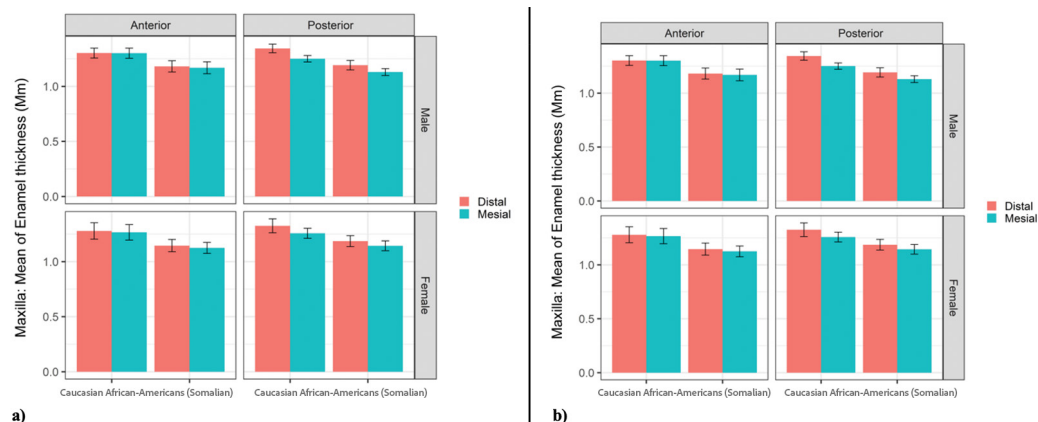 Anterior
Posterior
Maxilla: Mean of Enamel thickness (Mm)
1.0
0.5
0.0
Male
1.0
0.5
0.0
Female
Distal
Mesial
Caucasian African-Americans (Somalian)
Caucasian African-Americans (Somalian)
a)
Anterior
Posterior
Maxilla: Mean of Enamel thickness (Mm)
1.0
0.5
0.0
Male
1.0
0.5
0.0
Female
Distal
Mesial
Caucasian African-Americans (Somalian)
Caucasian African-Americans (Somalian)
b)